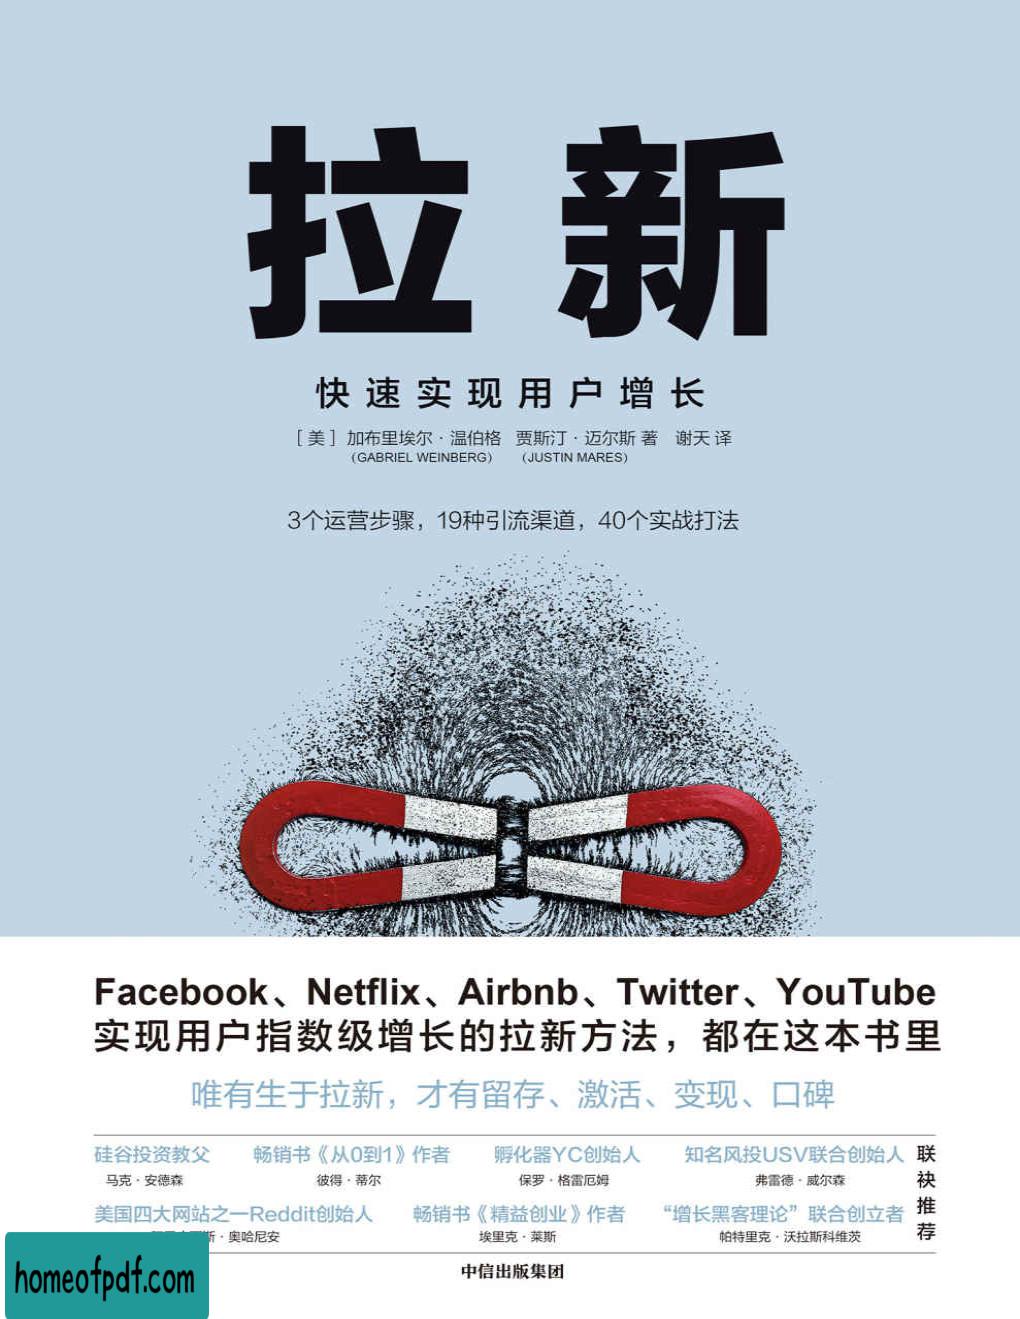 拉新
快速实现用户增长
[美] 加布里埃尔·温伯格 贾斯汀·迈尔斯 著 谢天 译
(GABRIEL WEINBERG) (JUSTIN MARES)
3个运营步骤，19种引流渠道，40个实战打法
Facebook、Netflix、Airbnb、Twitter、YouTube
实现用户指数级增长的拉新方法，都在这本书里
唯有生于拉新，才有留存、激活、变现、口碑
硅谷投资教父 畅销书《从0到1》作者 孵化器YC创始人 知名风投USV联合创始人
马克·安德森 彼得·蒂尔 保罗·格雷厄姆 弗雷德·威尔森
美国四大网站之一Reddit创始人 畅销书《精益创业》作者 “增长黑客理论”联合创立者
斯·奥哈尼安 埃里克·莱斯 帕特里克·沃拉斯科维茨
联袂推荐
中信出版集团
homeofpdf.com